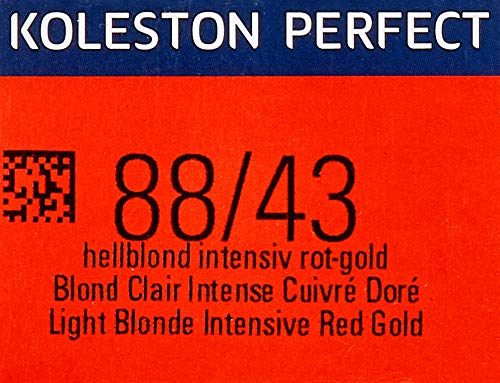 KOLESTON PERFECT
88/43
hellblond intensiv rot-gold
Blond Clair Intense Cuivré Doré
Light Blonde Intensive Red Gold